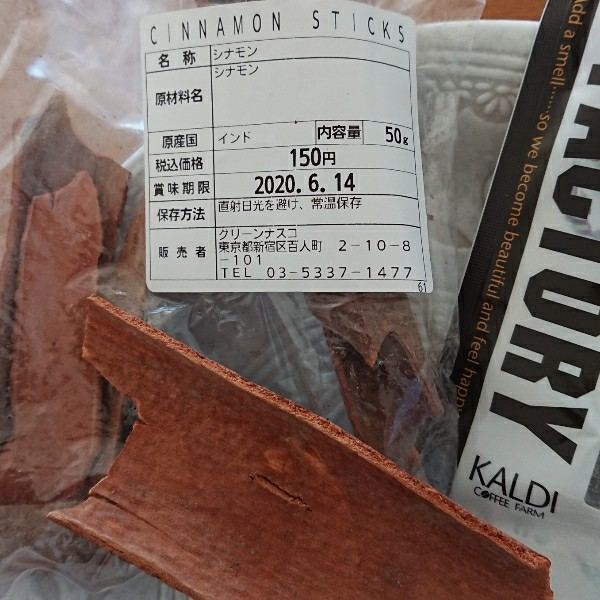 CINNAMON STICKS
名称 シナモン
原材料名 シナモン
原産国 インド 内容量 50g
税込価格 150円
賞味期限 2020.6.14
保存方法 直射日光を避け、常温保存
販売者 グリーンナスコ
東京都新宿区百人町 2-10-8
-101
TEL 03-5337-1477
61
Add a smell.....so we become beautiful and feel happy
FACTORY
KALDI
COFFEE FARM